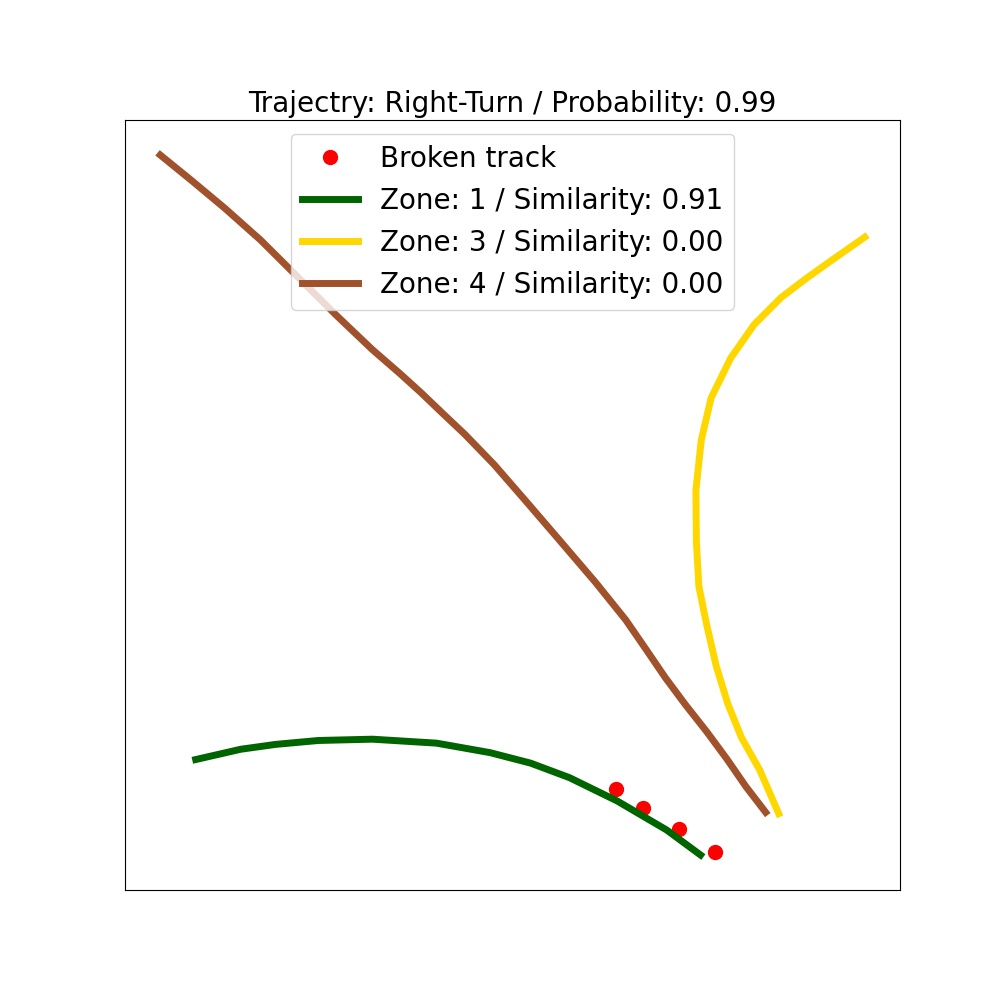 Trajectry: Right-Turn / Probability: 0.99
Broken track
Zone: 1 / Similarity: 0.91
Zone: 3 / Similarity: 0.00
Zone: 4 / Similarity: 0.00